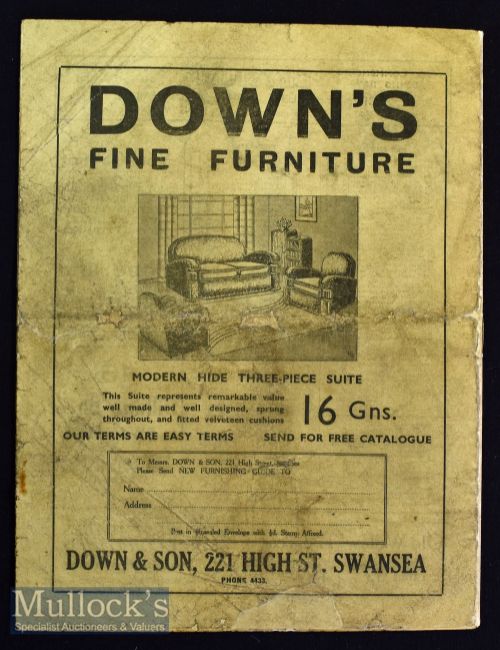 DOWN'S
FINE FURNITURE
MODERN HIDE THREE-PIECE SUITE
This Suite represents remarkable value
well made and well designed, sprung
throughout, and fitted velveteen cushions
16 Gns.
OUR TERMS ARE EASY TERMS SEND FOR FREE CATALOGUE
To Messrs. DOWN & SON, 221 High Street,
Please Send NEW FURNISHING GUIDE TO
Name
Address
Post in Unsealed Envelope with ½d. Stamp Affixed.
DOWN & SON, 221 HIGH ST. SWANSEA
PHONE 4433.
Mullock's
Specialist Auctioneers & Valuers